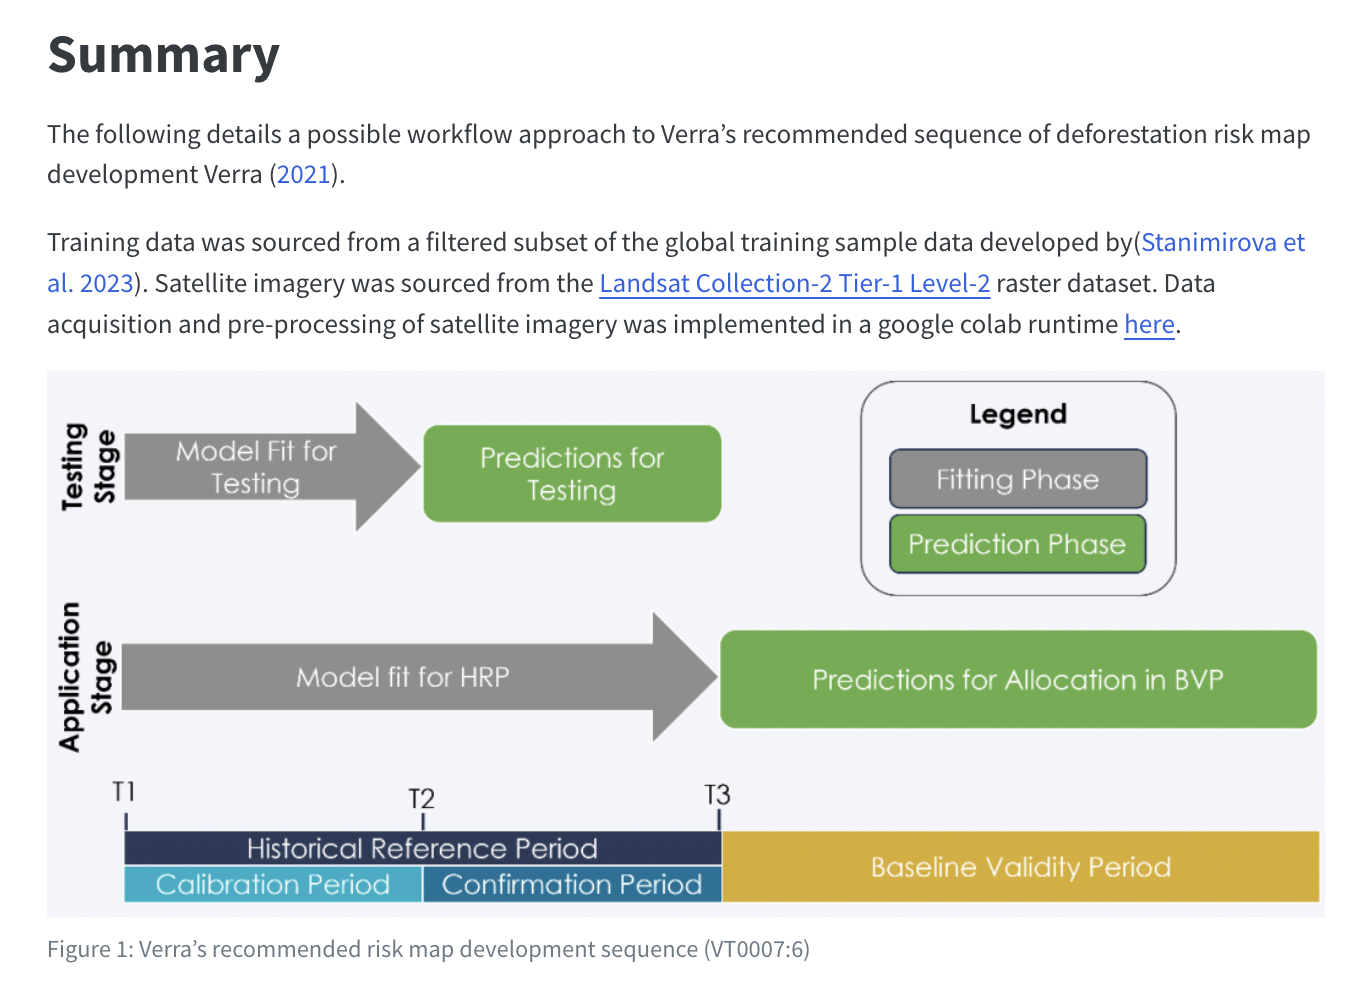 Summary
The following details a possible workflow approach to Verra’s recommended sequence of deforestation risk map
development Verra (2021).
Training data was sourced from a filtered subset of the global training sample data developed by(Stanimirova et
al. 2023). Satellite imagery was sourced from the Landsat Collection-2 Tier-1 Level-2 raster dataset. Data
acquisition and pre-processing of satellite imagery was implemented in a google colab runtime here.
Testing
Stage
Model Fit for
Testing
Predictions for
Testing
Legend
Fitting Phase
Prediction Phase
Application
Stage
Model fit for HRP
Predictions for Allocation in BVP
T1
T2
T3
Historical Reference Period
Calibration Period
Confirmation Period
Baseline Validity Period
Figure 1: Verra’s recommended risk map development sequence (VT0007:6)